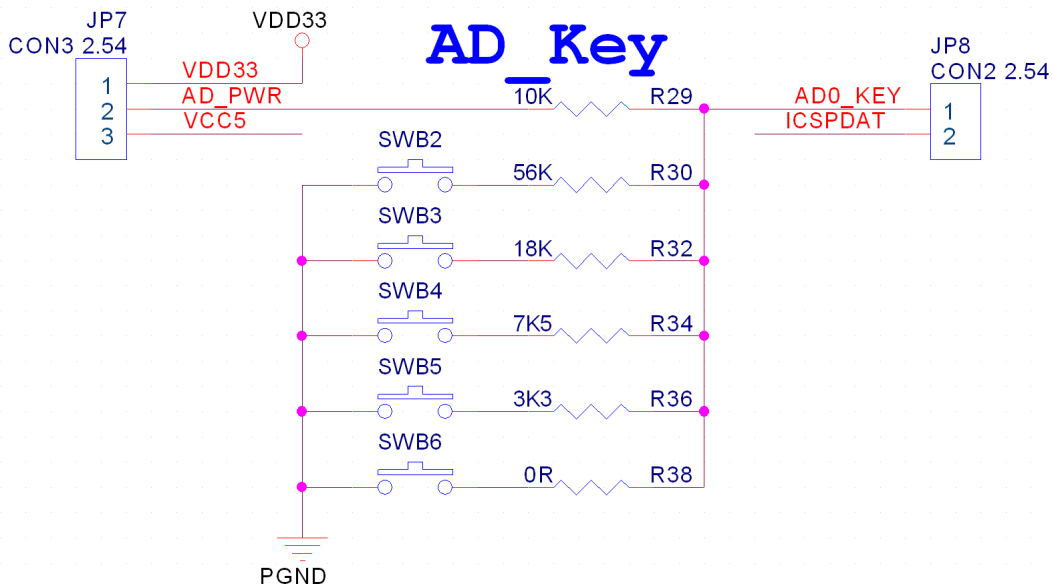 JP7
CON3 2.54
VDD33
AD_Key
JP8
CON2 2.54
1
VDD33
2
AD_PWR
10K
R29
AD0_KEY
1
3
VCC5
ICSPDAT
2
SWB2
56K
R30
SWB3
18K
R32
SWB4
7K5
R34
SWB5
3K3
R36
SWB6
0R
R38
PGND